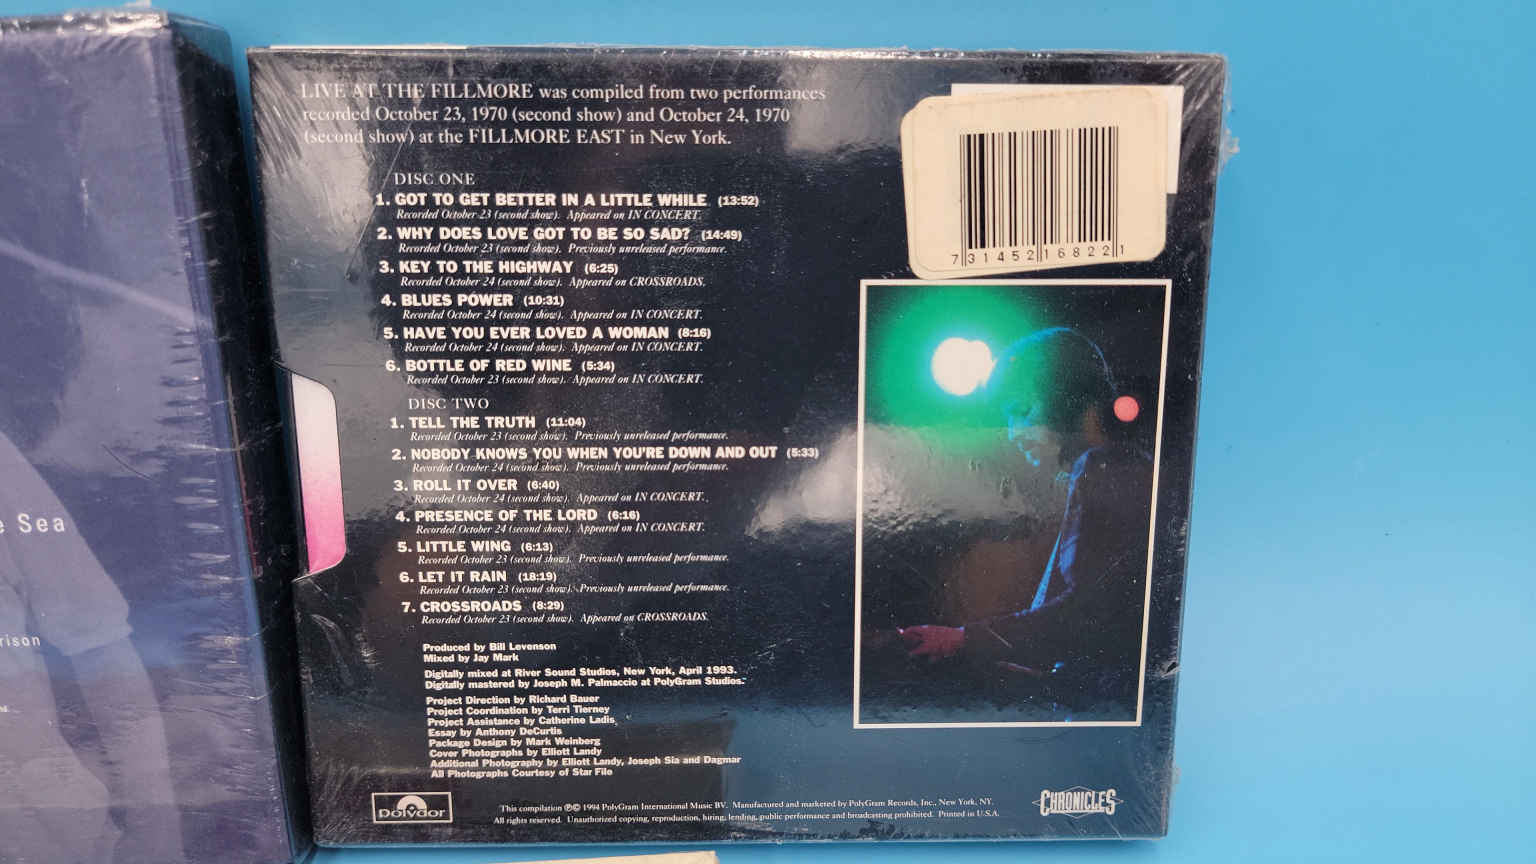 LIVE AT THE FILLMORE was compiled from two performances
recorded October 23, 1970 (second show) and October 24, 1970
(second show) at the FILLMORE EAST in New York.
DISC ONE
1. GOT TO GET BETTER IN A LITTLE WHILE (13:52)
Recorded October 23 (second show). Appeared on IN CONCERT.
2. WHY DOES LOVE GOT TO BE SO SAD? (14:49)
Recorded October 23 (second show). Previously unreleased performance.
3. KEY TO THE HIGHWAY (6:25)
Recorded October 24 (second show). Appeared on CROSSROADS.
4. BLUES POWER (10:31)
Recorded October 24 (second show). Appeared on IN CONCERT.
5. HAVE YOU EVER LOVED A WOMAN (8:16)
Recorded October 24 (second show). Appeared on IN CONCERT.
6. BOTTLE OF RED WINE (5:34)
Recorded October 23 (second show). Appeared on IN CONCERT.
DISC TWO
1. TELL THE TRUTH (11:04)
Recorded October 23 (second show). Previously unreleased performance.
2. NOBODY KNOWS YOU WHEN YOU'RE DOWN AND OUT (5:33)
Recorded October 24 (second show). Previously unreleased performance.
3. ROLL IT OVER (6:40)
Recorded October 24 (second show). Appeared on IN CONCERT.
4. PRESENCE OF THE LORD (6:16)
Recorded October 24 (second show). Appeared on IN CONCERT.
5. LITTLE WING (6:13)
Recorded October 23 (second show). Previously unreleased performance.
6. LET IT RAIN (18:19)
Recorded October 23 (second show). Previously unreleased performance.
7. CROSSROADS (8:29)
Recorded October 23 (second show). Appeared on CROSSROADS.
Produced by Bill Levenson
Mixed by Jay Mark
Digitally mixed at River Sound Studios, New York, April 1993.
Digitally mastered by Joseph M. Palmaccio at PolyGram Studios.
Project Direction by Richard Bauer
Project Coordination by Terri Tierney
Project Assistance by Catherine Ladis
Essay by Anthony DeCurtis
Package Design by Mark Weinberg
Cover Photographs by Elliott Landy
Additional Photography by Elliott Landy, Joseph Sia and Dagmar
All Photographs Courtesy of Star File
polydor
This compilation ℗© 1994 PolyGram International Music BV. Manufactured and marketed by PolyGram Records, Inc., New York, NY.
All rights reserved. Unauthorized copying, reproduction, hiring, lending, public performance and broadcasting prohibited. Printed in U.S.A.
CHRONICLES
7 31452 16822 1
e Sea
rison